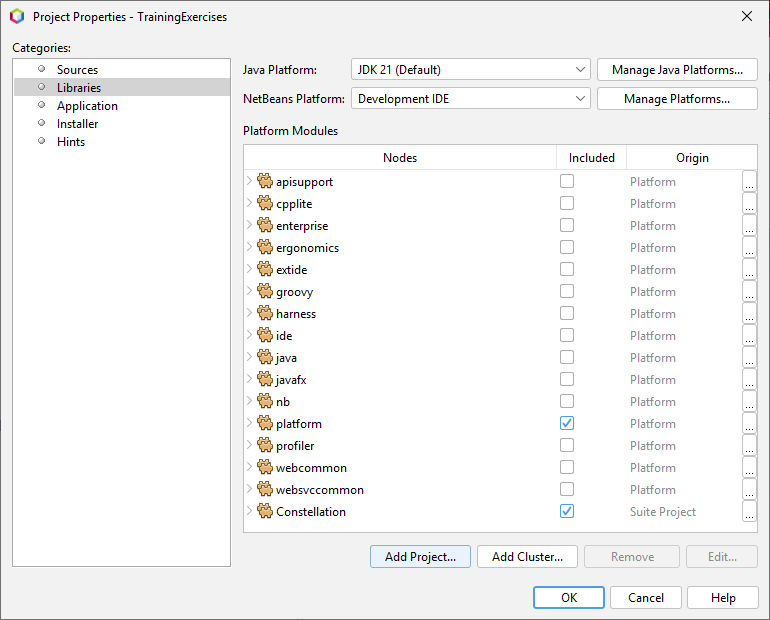 Project Properties - TrainingExercises
Categories:
Sources
Libraries
Application
Installer
Hints
Java Platform: JDK 21 (Default) Manage Java Platforms...
NetBeans Platform: Development IDE Manage Platforms...
Platform Modules
Nodes Included Origin
apisupport Platform ...
cpplite Platform ...
enterprise Platform ...
ergonomics Platform ...
extide Platform ...
groovy Platform ...
harness Platform ...
ide Platform ...
java Platform ...
javafx Platform ...
nb Platform ...
platform Platform ...
profiler Platform ...
webcommon Platform ...
websvccommon Platform ...
Constellation Suite Project ...
Add Project... Add Cluster... Remove Edit...
OK Cancel Help